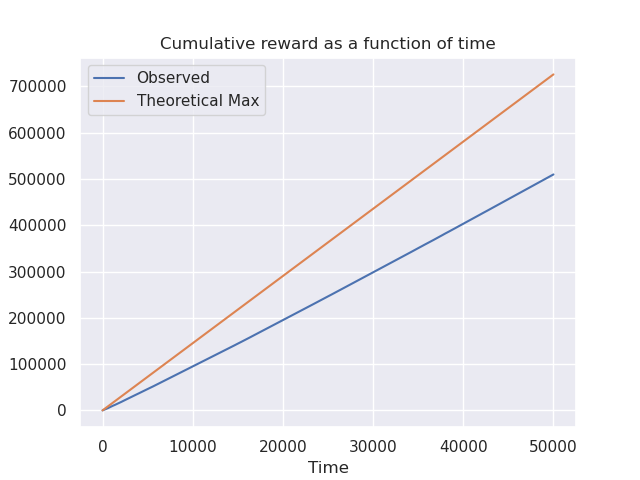 Cumulative reward as a function of time
Observed
Theoretical Max
700000
600000
500000
400000
300000
200000
100000
0
0 10000 20000 30000 40000 50000
Time